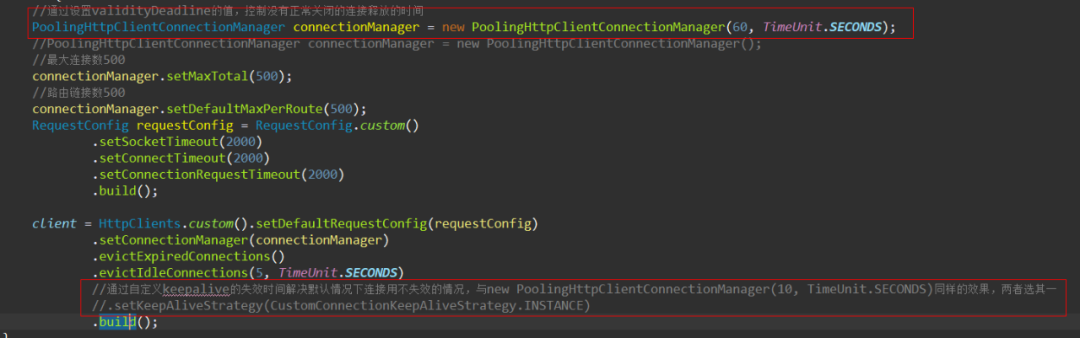 //通过设置validityDeadline的值，控制没有正常关闭的连接释放的时间
PoolingHttpClientConnectionManager connectionManager = new PoolingHttpClientConnectionManager(60, TimeUnit.SECONDS);
//PoolingHttpClientConnectionManager connectionManager = new PoolingHttpClientConnectionManager();
//最大连接数500
connectionManager.setMaxTotal(500);
//路由链接数500
connectionManager.setDefaultMaxPerRoute(500);
RequestConfig requestConfig = RequestConfig.custom()
.setSocketTimeout(2000)
.setConnectTimeout(2000)
.setConnectionRequestTimeout(2000)
.build();
client = HttpClients.custom().setDefaultRequestConfig(requestConfig)
.setConnectionManager(connectionManager)
.evictExpiredConnections()
.evictIdleConnections(5, TimeUnit.SECONDS)
//通过自定义keepalive的失效时间解决默认情况下连接用不失效的情况，与new PoolingHttpClientConnectionManager(10, TimeUnit.SECONDS)同样的效果，两者选其一
//.setKeepAliveStrategy(CustomConnectionKeepAliveStrategy.INSTANCE)
.build();